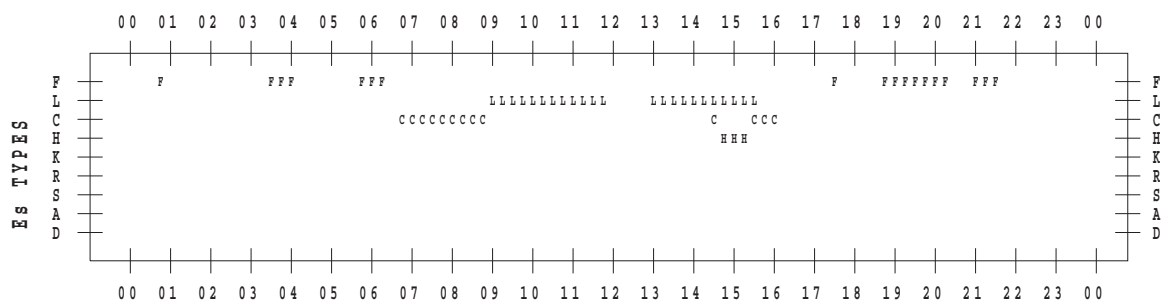 00 01 02 03 04 05 06 07 08 09 10 11 12 13 14 15 16 17 18 19 20 21 22 23 00
F F FFF FFF F FFFFFFF FFF F
L LLLLLLLLLLLL LLLLLLLLLLL L
C CCCCCCCCC C CCC C
H HHH H
K K
R R
S S
A A
D D
Es TYPES
00 01 02 03 04 05 06 07 08 09 10 11 12 13 14 15 16 17 18 19 20 21 22 23 00